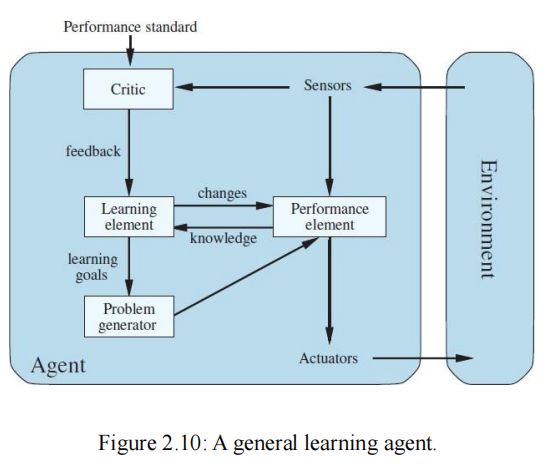 Performance standard
Critic
Sensors
feedback
changes
Learning
element
Performance
element
knowledge
learning
goals
Problem
generator
Agent
Actuators
Environment
Figure 2.10: A general learning agent.